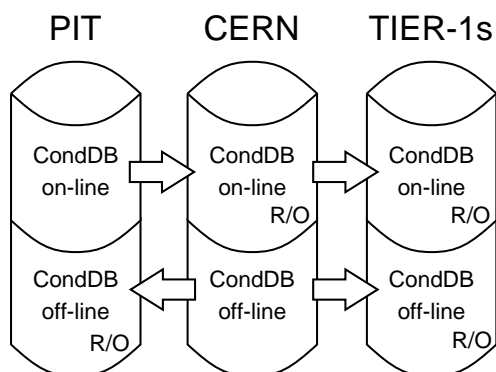 PIT CERN TIER-1s
CondDB
on-line
CondDB
on-line
R/O
CondDB
on-line
R/O
CondDB
off-line
R/O
CondDB
off-line
CondDB
off-line
R/O